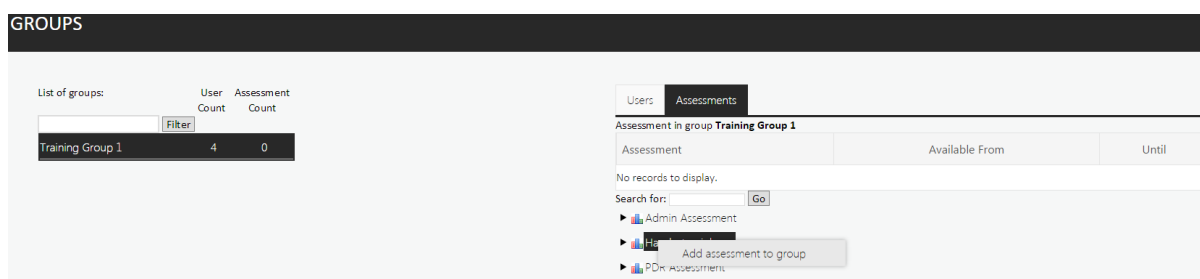 GROUPS
List of groups:
User Count
Assessment Count
Filter
Training Group 1 4 0
Users Assessments
Assessment in group Training Group 1
Assessment Available From Until
No records to display.
Search for: Go
Admin Assessment
Add assessment to group
PDR Assessment